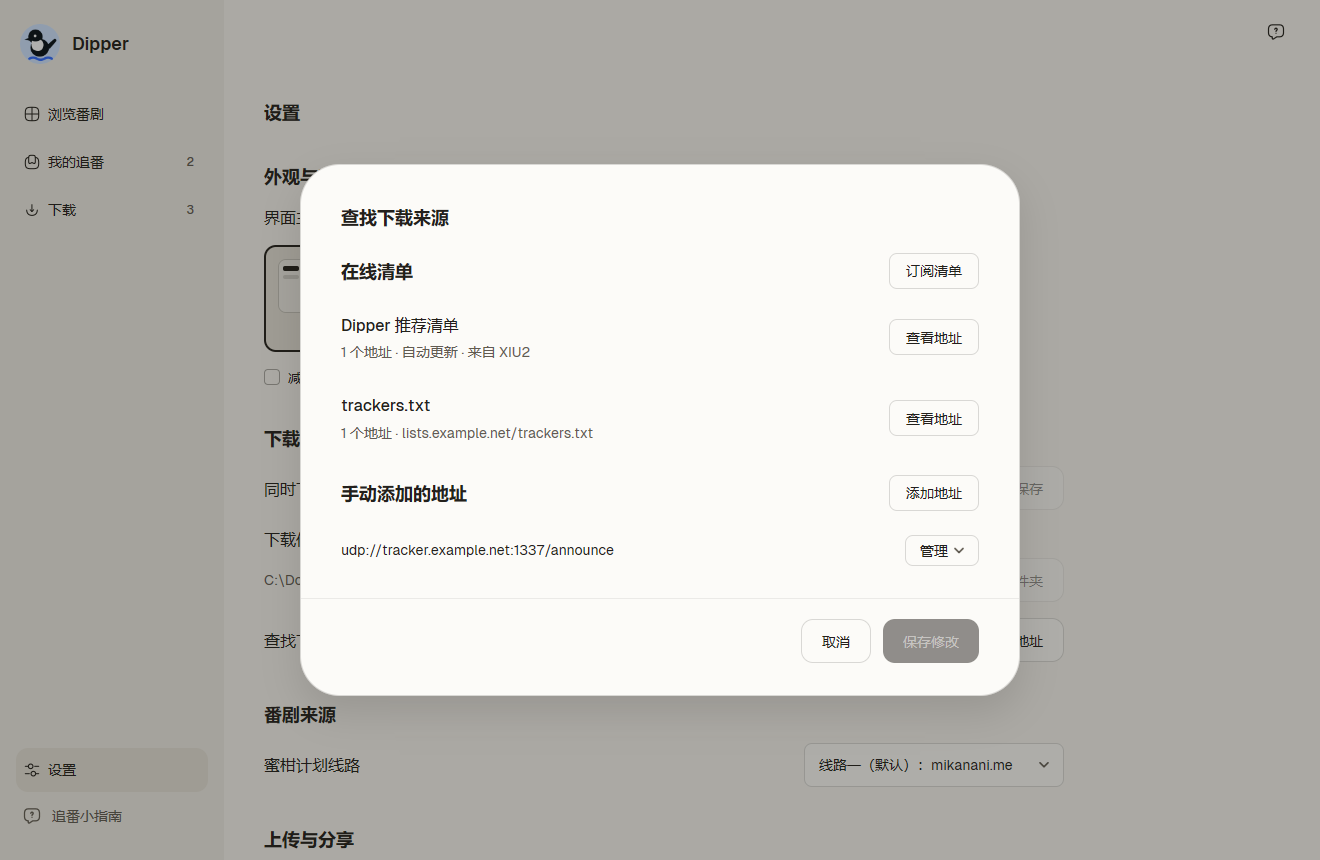 Dipper
浏览番剧
我的追番 2
下载 3
设置
追番小指南
设置
外观与
界面
减
下载
同时
保存
下载
C:\Do
件夹
查找
地址
番剧来源
蜜柑计划线路
线路一（默认）：mikanani.me
上传与分享
查找下载来源
在线清单
订阅清单
Dipper 推荐清单
1 个地址 · 自动更新 · 来自 XIU2
查看地址
trackers.txt
1 个地址 · lists.example.net/trackers.txt
查看地址
手动添加的地址
添加地址
udp://tracker.example.net:1337/announce
管理
取消
保存修改